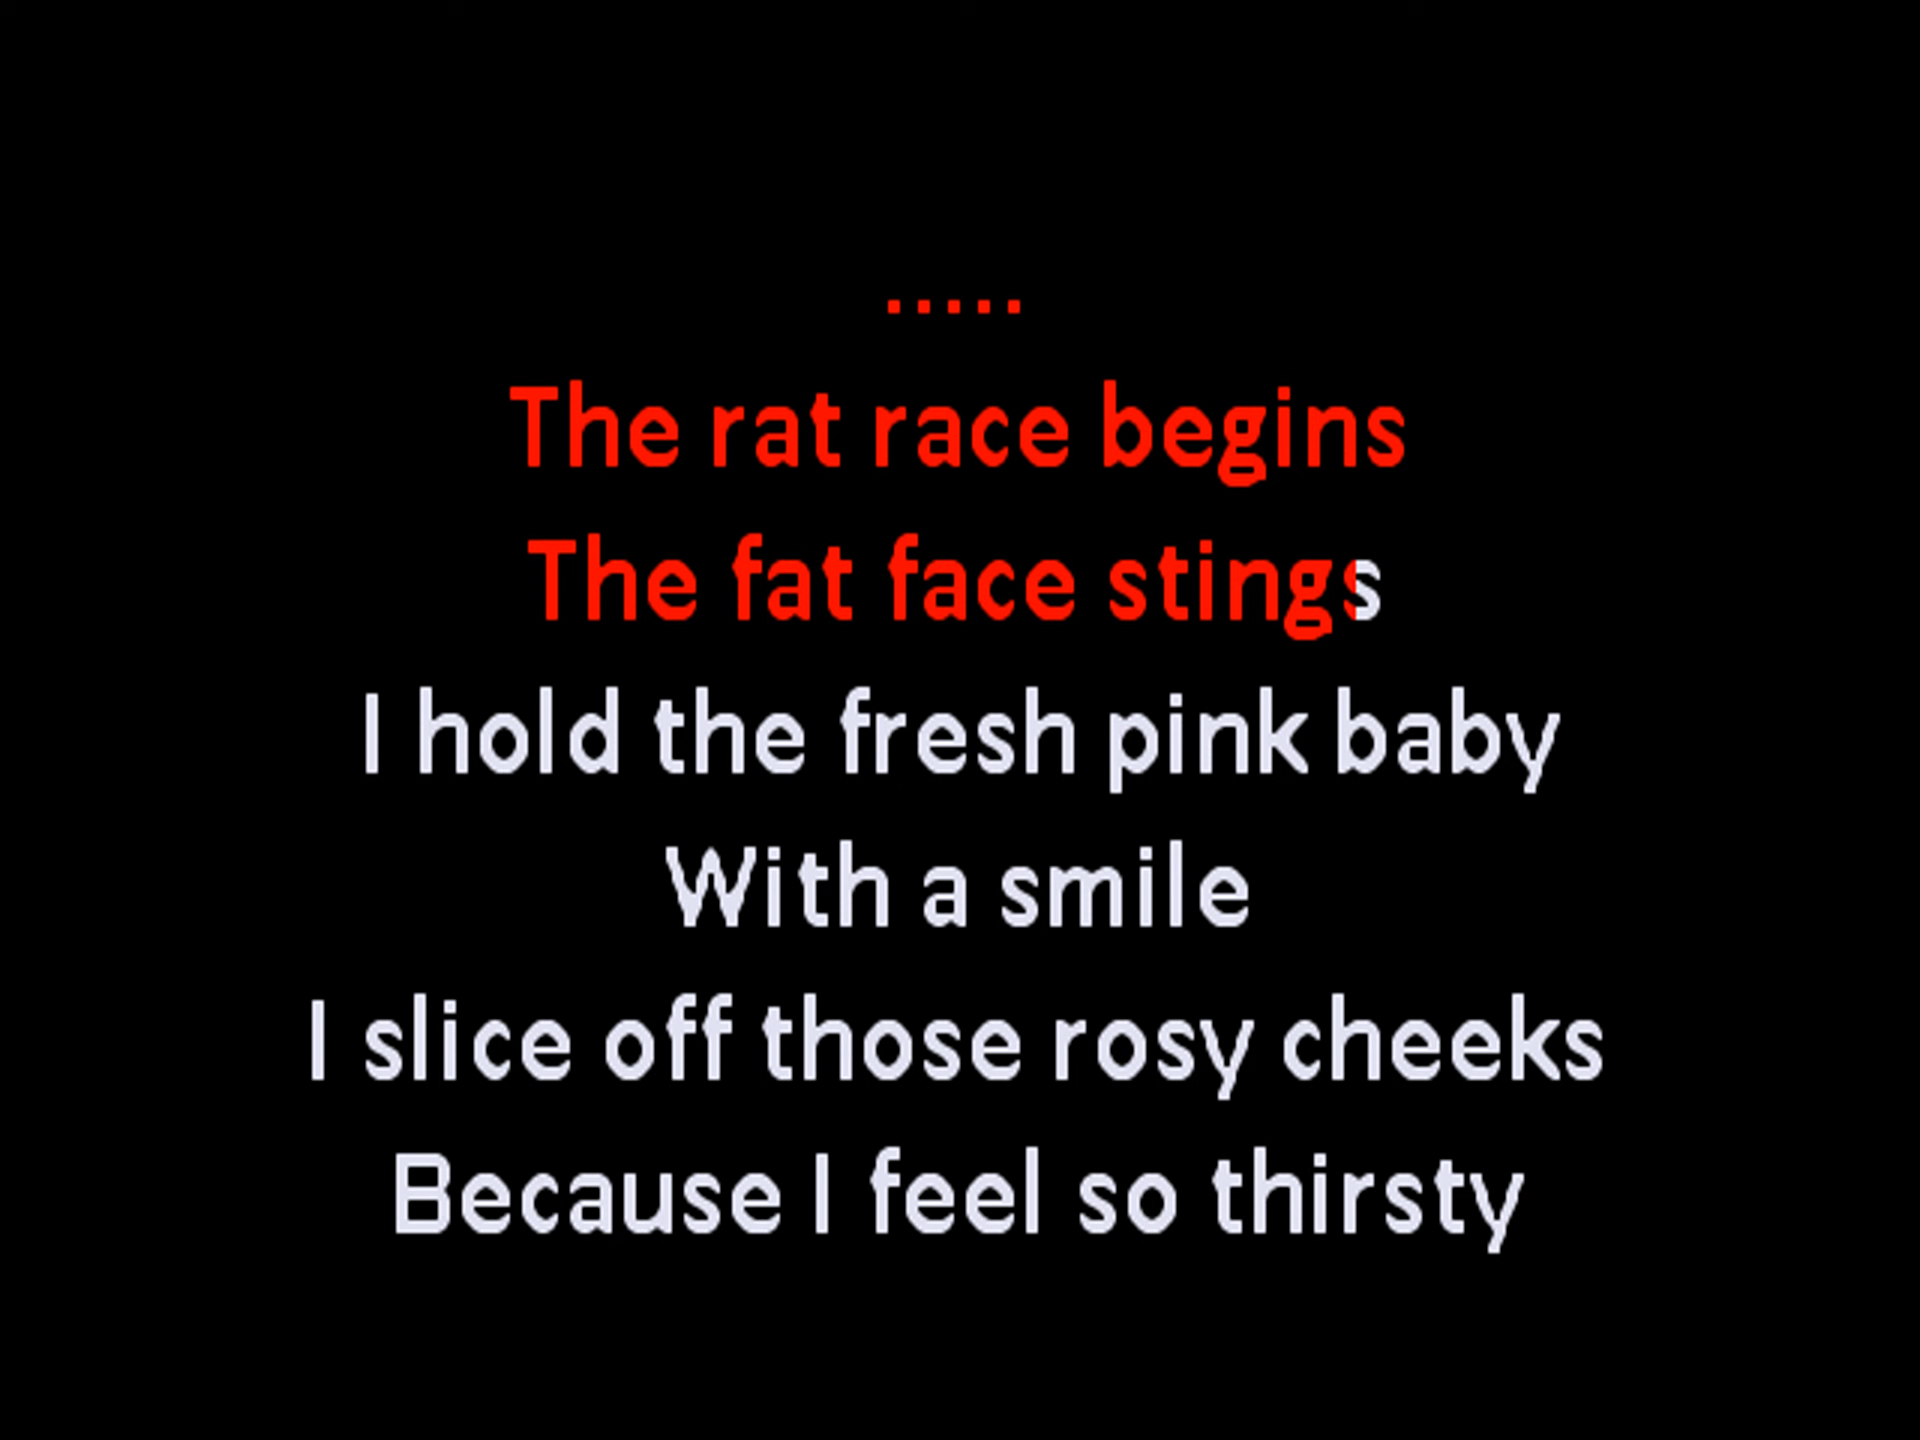 .....
The rat race begins
The fat face stings
I hold the fresh pink baby
With a smile
I slice off those rosy cheeks
Because I feel so thirsty